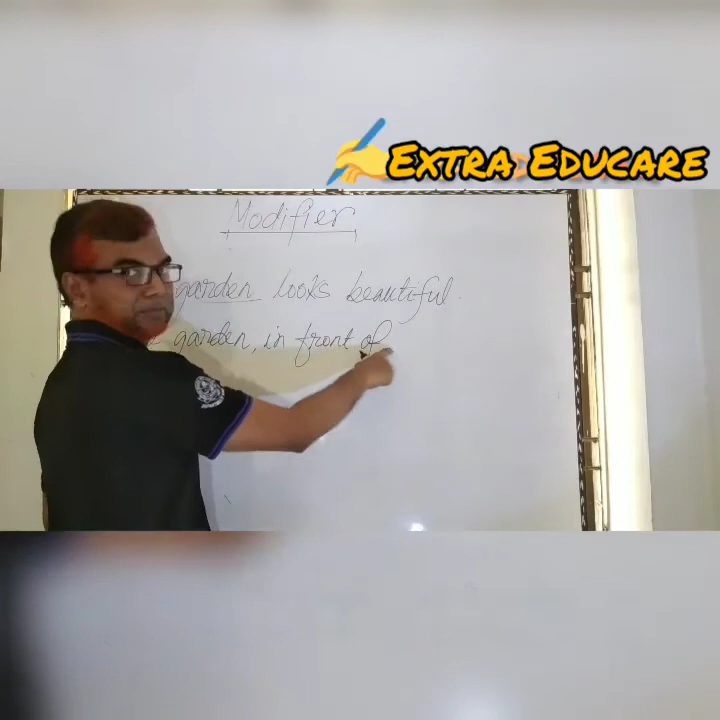 EXTRA EDUCARE
Modifier
garden looks beautiful.
garden, in front of